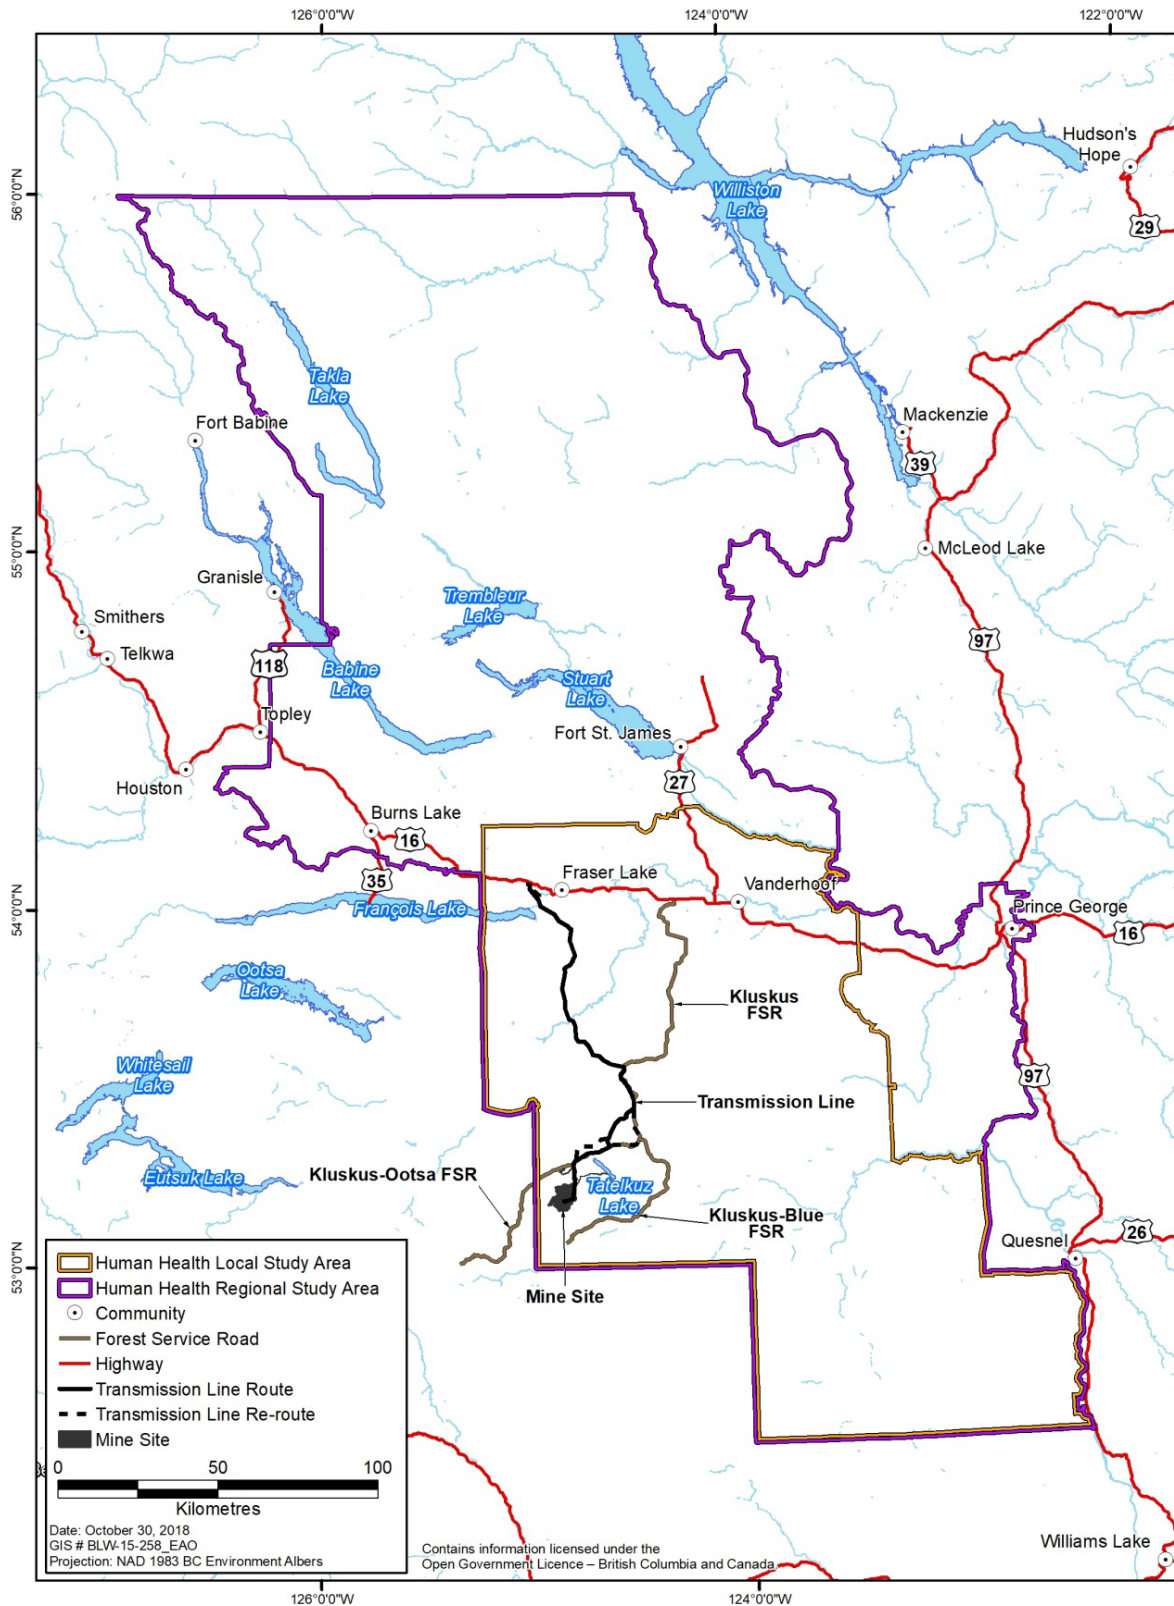 126°0'0"W
124°0'0"W
122°0'0"W
Hudson's
Hope
56°0'0"N
Williston
Lake
29
Takla
Lake
Fort Babine
Mackenzie
39
55°0'0"N
McLeod Lake
Granisle
Trembleur
Lake
Smithers
97
Telkwa
118
Babine
Lake
Stuart
Lake
Topley
Fort St. James
Houston
27
Burns Lake
16
Fraser Lake
35
Vanderhoof
François Lake
54°0'0"N
Prince George
16
Ootsa
Lake
Kluskus
FSR
Whitesail
Lake
97
Transmission Line
Eutsuk Lake
Kluskus-Ootsa FSR
Tatelkuz
Lake
Kluskus-Blue
FSR
26
Quesnel
53°0'0"N
Mine Site
Human Health Local Study Area
Human Health Regional Study Area
Community
Forest Service Road
Highway
Transmission Line Route
Transmission Line Re-route
Mine Site
0
50
100
Kilometres
Date: October 30, 2018
GIS # BLW-15-258_EAO
Projection: NAD 1983 BC Environment Albers
Contains information licensed under the
Open Government Licence – British Columbia and Canada
Williams Lake
126°0'0"W
124°0'0"W